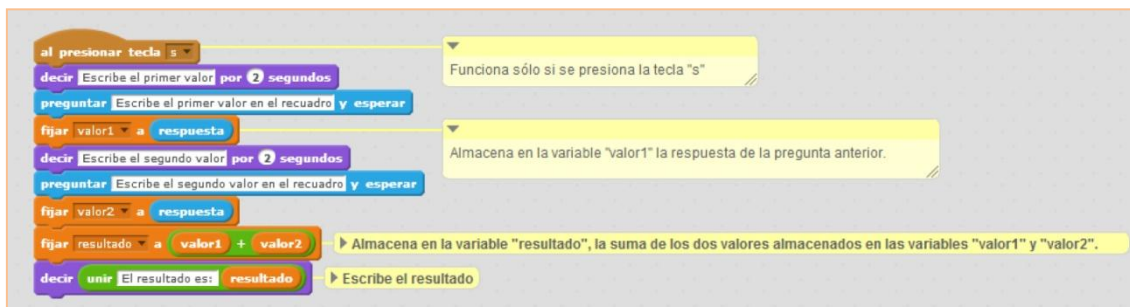 al presionar tecla s
Funciona sólo si se presiona la tecla "s"
decir Escribe el primer valor por 2 segundos
preguntar Escribe el primer valor en el recuadro y esperar
fijar valor1 a respuesta
Almacena en la variable "valor1" la respuesta de la pregunta anterior.
decir Escribe el segundo valor por 2 segundos
preguntar Escribe el segundo valor en el recuadro y esperar
fijar valor2 a respuesta
fijar resultado a valor1 + valor2
Almacena en la variable "resultado", la suma de los dos valores almacenados en las variables "valor1" y "valor2".
decir unir El resultado es: resultado
Escribe el resultado